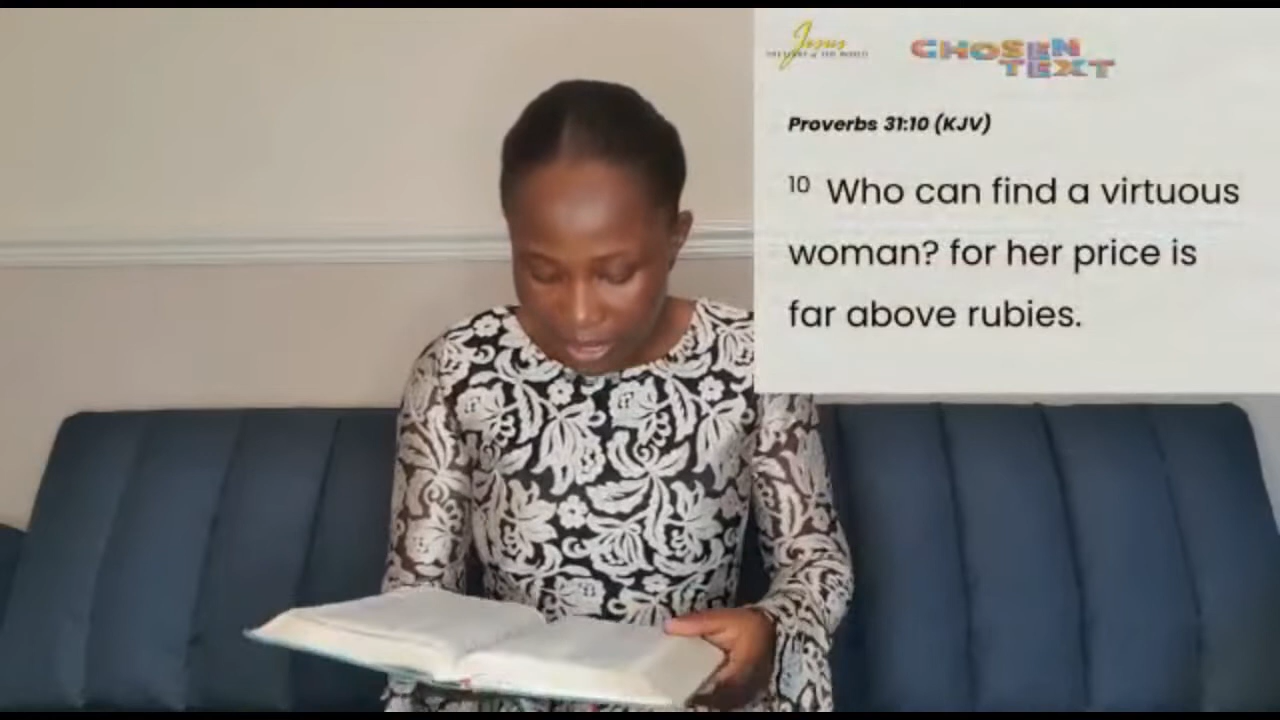 Jesus
CHOSEN
TEXT
Proverbs 31:10 (KJV)
10 Who can find a virtuous
woman? for her price is
far above rubies.